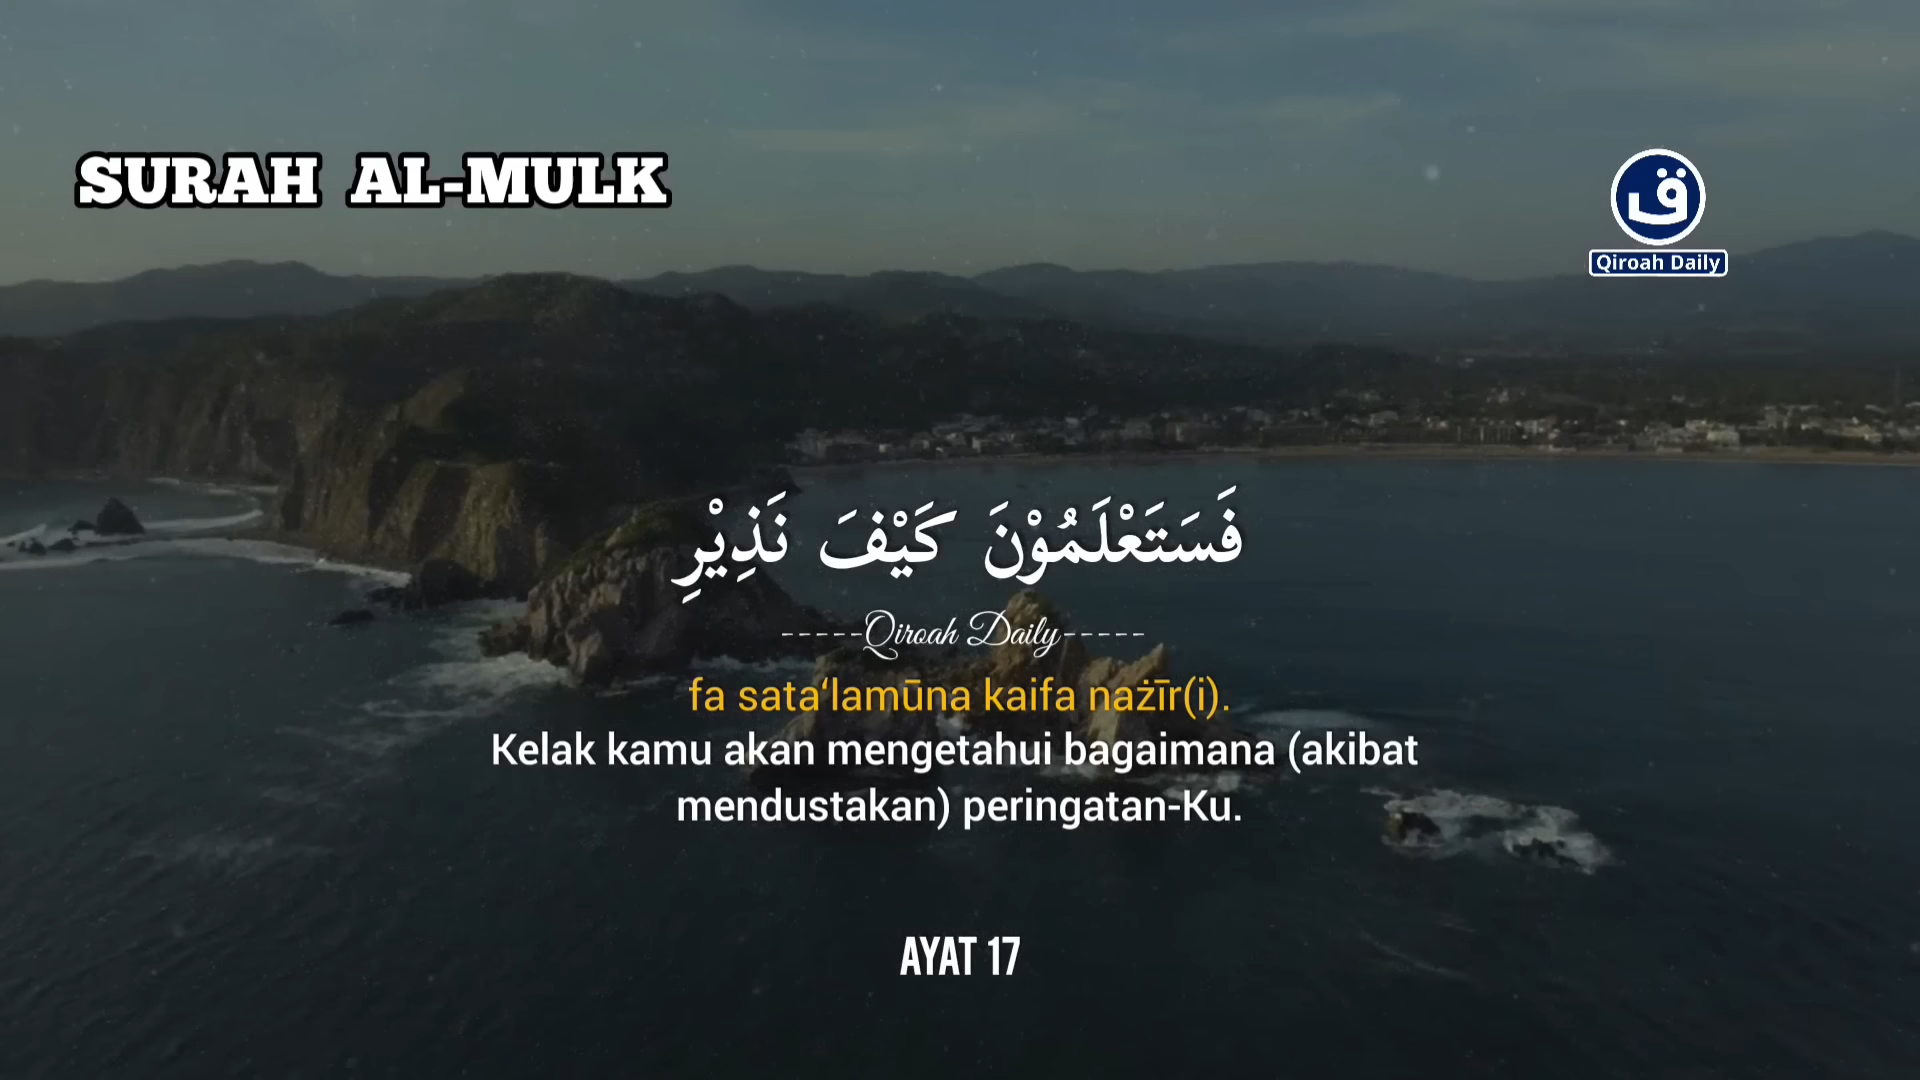 SURAH AL-MULK
ق
Qiroah Daily
فَسَتَعْلَمُوْنَ كَيْفَ نَذِيْرِ
-----Qiroah Daily-----
fa sata‘lamūna kaifa nażīr(i).
Kelak kamu akan mengetahui bagaimana (akibat
mendustakan) peringatan-Ku.
AYAT 17